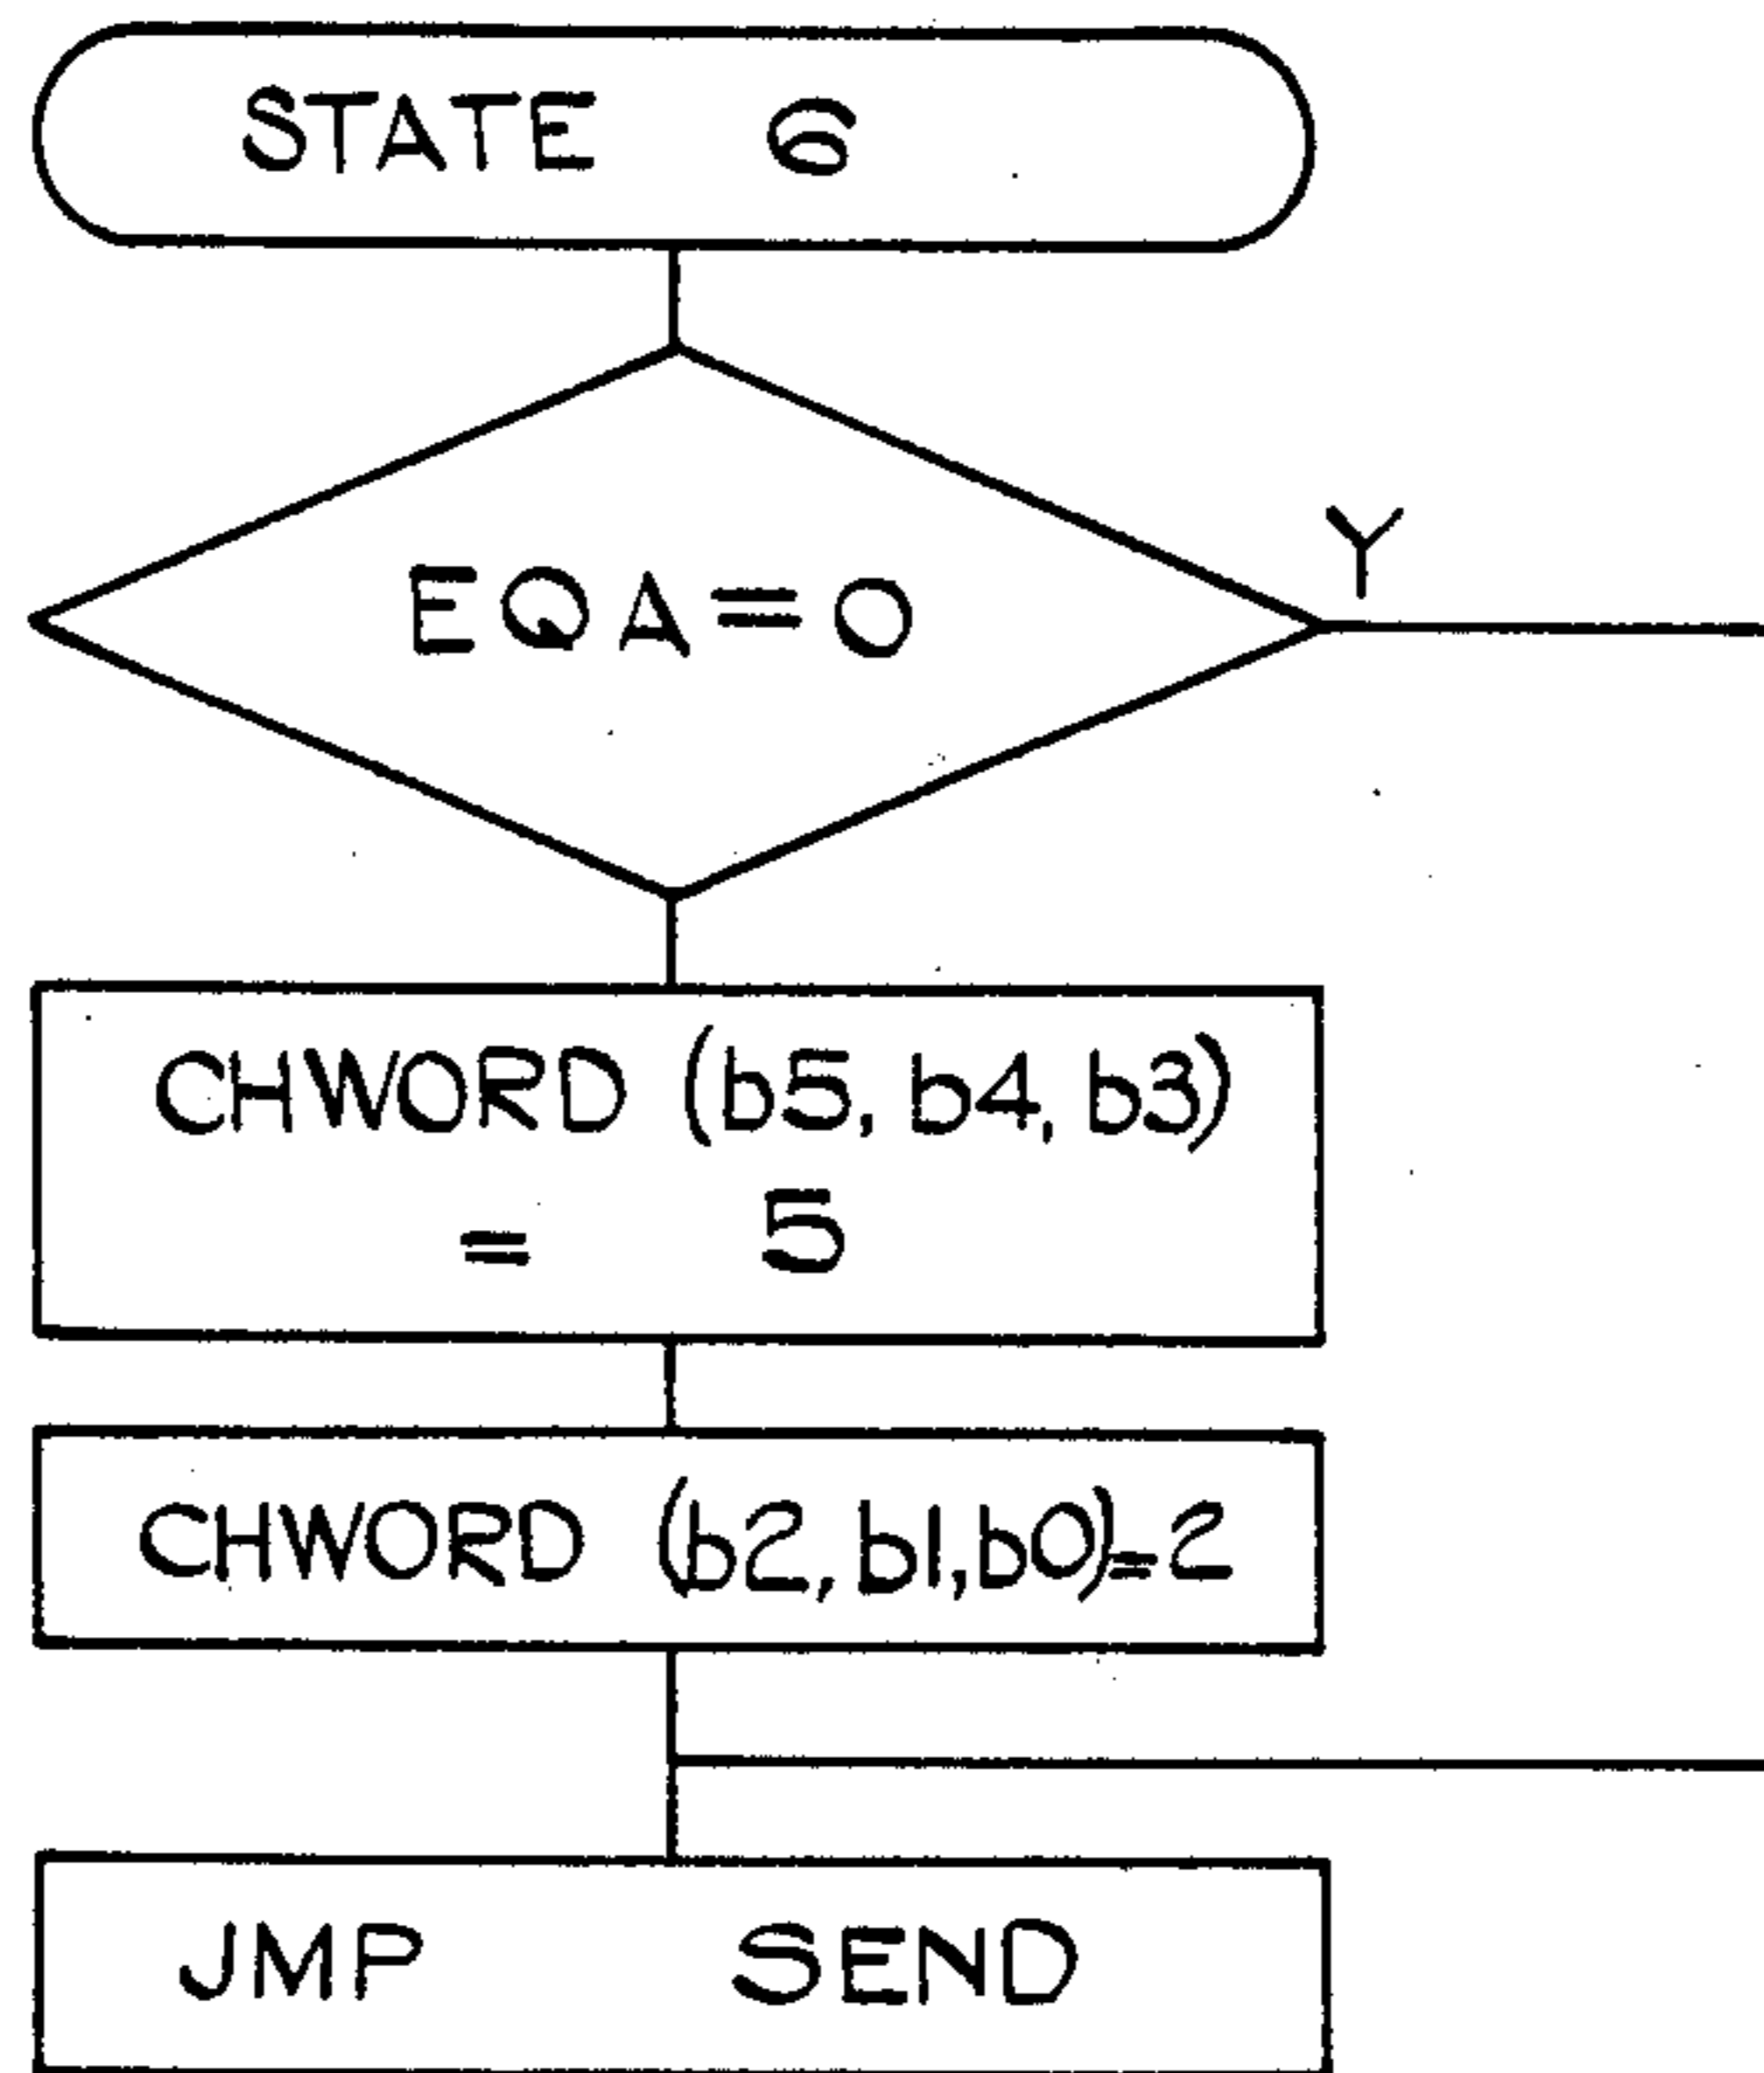 STATE 6
EQA=0
Y
CHWORD (b5, b4, b3)
= 5
CHWORD (b2, b1, b0)=2
JMP SEND